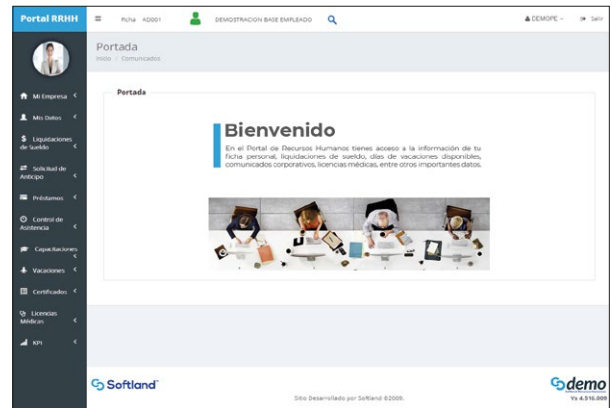 Portal RRHH
Ficha AD001
DEMOSTRACION BASE EMPLEADO
DEMOPE
Salir
Portada
Inicio / Comunicados
Mi Empresa
Mis Datos
Liquidaciones
de Sueldo
Solicitud de
Anticipo
Préstamos
Control de
Asistencia
Capacitaciones
Vacaciones
Certificados
Licencias
Médicas
KPI
Portada
Bienvenido
En el Portal de Recursos Humanos tienes acceso a la información de tu
ficha personal, liquidaciones de sueldo, días de vacaciones disponibles,
comunicados corporativos, licencias médicas, entre otros importantes datos.
Softland
Sitio Desarrollado por Softland ©2009.
demo
Vs 4.516.009